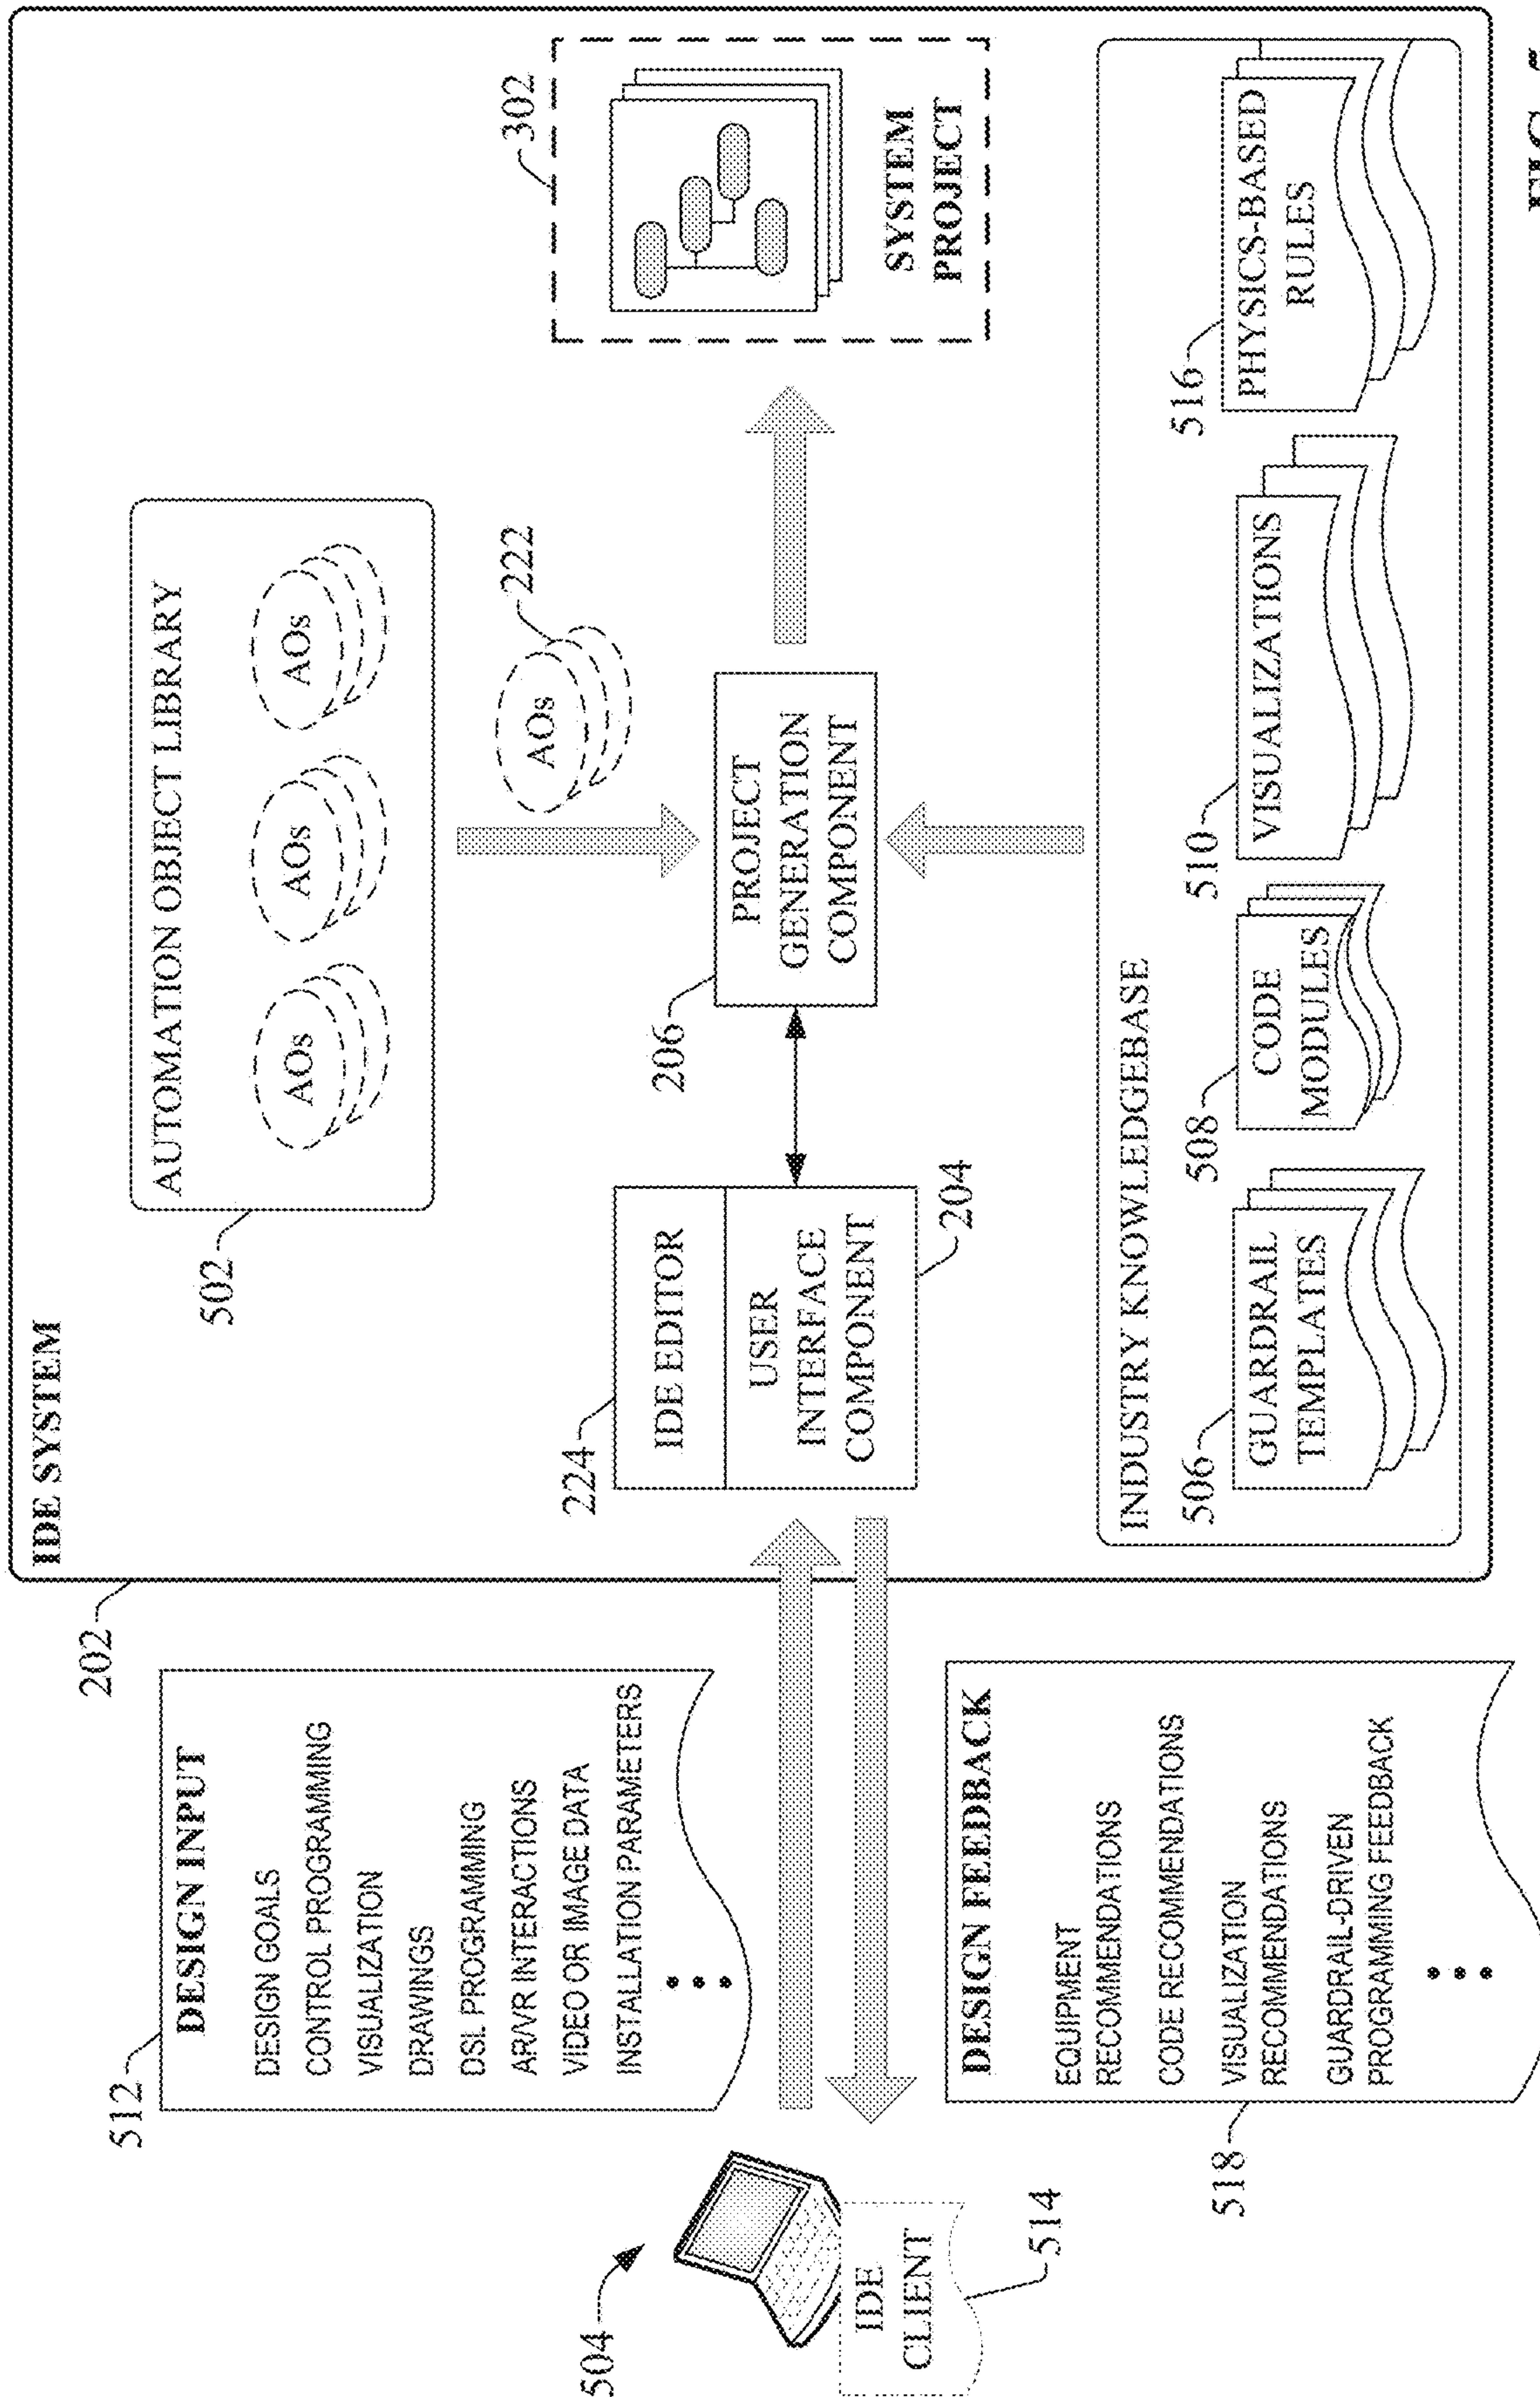 202
IDE SYSTEM
502
AUTOMATION OBJECT LIBRARY
AOs
AOs
AOs
512
DESIGN INPUT
DESIGN GOALS
CONTROL PROGRAMMING
VISUALIZATION
DRAWINGS
DSL PROGRAMMING
AR/VR INTERACTIONS
VIDEO OR IMAGE DATA
INSTALLATION PARAMETERS
504
IDE
CLIENT
514
224
IDE EDITOR
USER
INTERFACE
COMPONENT
204
206
PROJECT
GENERATION
COMPONENT
AOs
222
302
SYSTEM
PROJECT
518
DESIGN FEEDBACK
EQUIPMENT
RECOMMENDATIONS
CODE RECOMMENDATIONS
VISUALIZATION
RECOMMENDATIONS
GUARDRAIL-DRIVEN
PROGRAMMING FEEDBACK
INDUSTRY KNOWLEDGEBASE
506
GUARDRAIL
TEMPLATES
508
CODE
MODULES
510
VISUALIZATIONS
516
PHYSICS-BASED
RULES